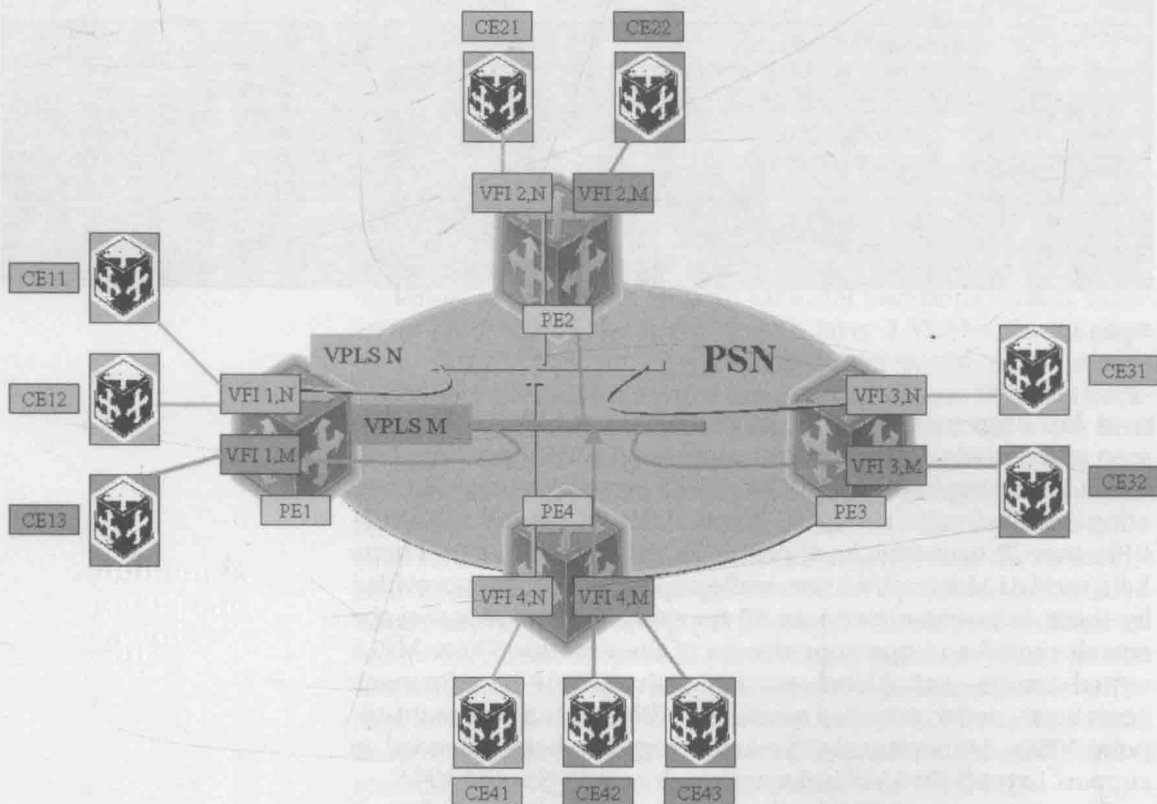 CE21
CE22
VFI 2,N
VFI 2,M
CE11
PE2
VPLS N
PSN
CE31
CE12
VFI 1,N
VFI 3,N
VPLS M
VFI 1,M
VFI 3,M
CE32
CE13
PE1
PE4
PE3
VFI 4,N
VFI 4,M
CE41
CE42
CE43